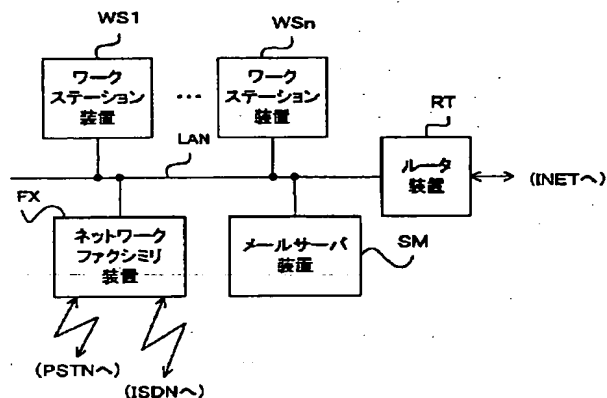 WS1
WSn
ワーク
ステーション
装置
...
ワーク
ステーション
装置
RT
LAN
ルータ
装置
(INETへ)
FX
ネットワーク
ファクシミリ
装置
メールサーバ
装置
SM
(PSTNへ)
(ISDNへ)